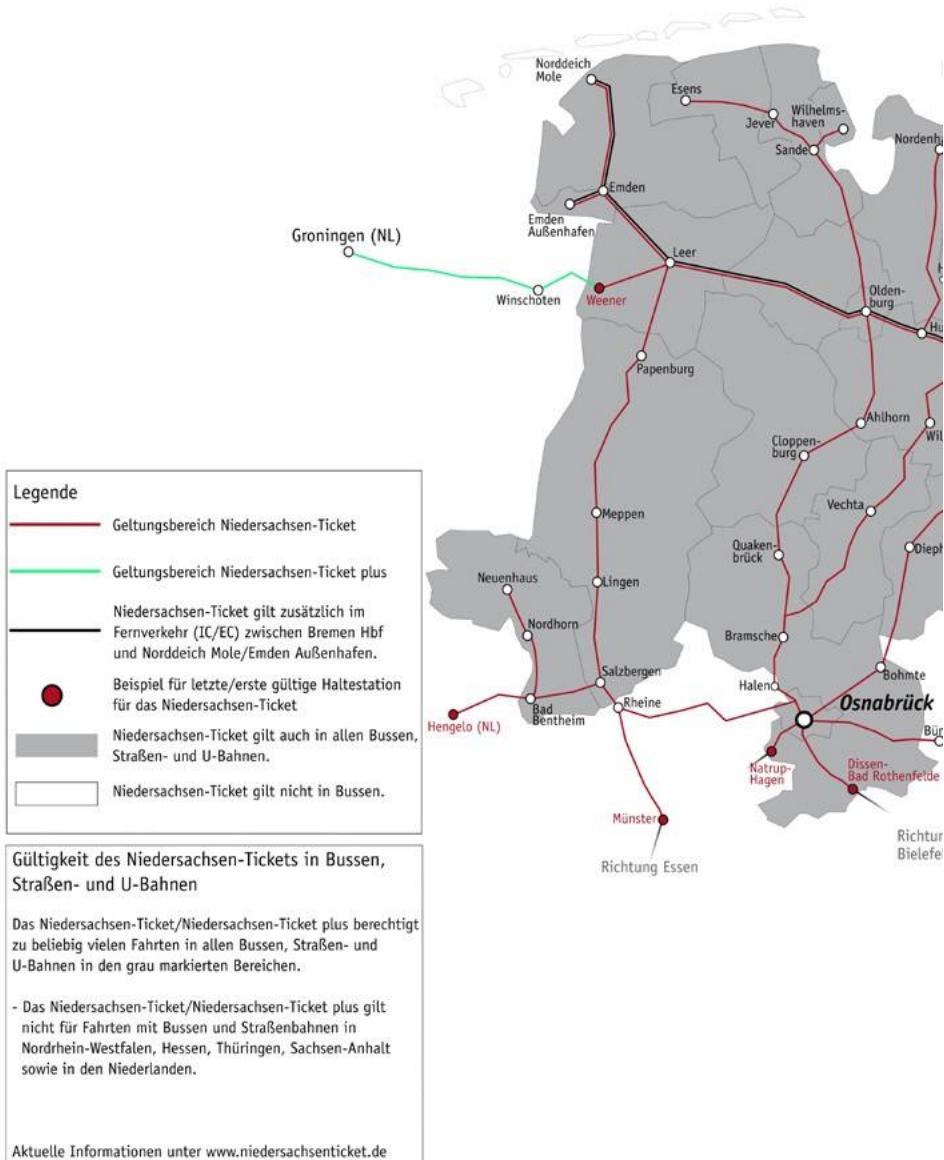 Norddeich
Mole
Esens
Jever
Wilhelms-
haven
Sande
Emden
Emden
Außenhafen
Groningen (NL)
Leer
Winschoten
Weener
Olden-
burg
Papenburg
Ahlhorn
Cloppen-
burg
Meppen
Vechta
Quaken-
brück
Neuenhaus
Lingen
Nordhorn
Bramsche
Salzbergen
Halen
Bohmte
Rheine
Osnabrück
Hengelo (NL)
Bad
Bentheim
Natrup-
Hagen
Dissen-
Bad Rothenfelde
Münster
Richtung Essen
Legende
Geltungsbereich Niedersachsen-Ticket
Geltungsbereich Niedersachsen-Ticket plus
Niedersachsen-Ticket gilt zusätzlich im
Fernverkehr (IC/EC) zwischen Bremen Hbf
und Norddeich Mole/Emden Außenhafen.
Beispiel für letzte/erste gültige Haltestation
für das Niedersachsen-Ticket
Niedersachsen-Ticket gilt auch in allen Bussen,
Straßen- und U-Bahnen.
Niedersachsen-Ticket gilt nicht in Bussen.
Gültigkeit des Niedersachsen-Tickets in Bussen,
Straßen- und U-Bahnen
Das Niedersachsen-Ticket/Niedersachsen-Ticket plus berechtigt
zu beliebig vielen Fahrten in allen Bussen, Straßen- und
U-Bahnen in den grau markierten Bereichen.
- Das Niedersachsen-Ticket/Niedersachsen-Ticket plus gilt
nicht für Fahrten mit Bussen und Straßenbahnen in
Nordrhein-Westfalen, Hessen, Thüringen, Sachsen-Anhalt
sowie in den Niederlanden.
Aktuelle Informationen unter www.niedersachsenticket.de